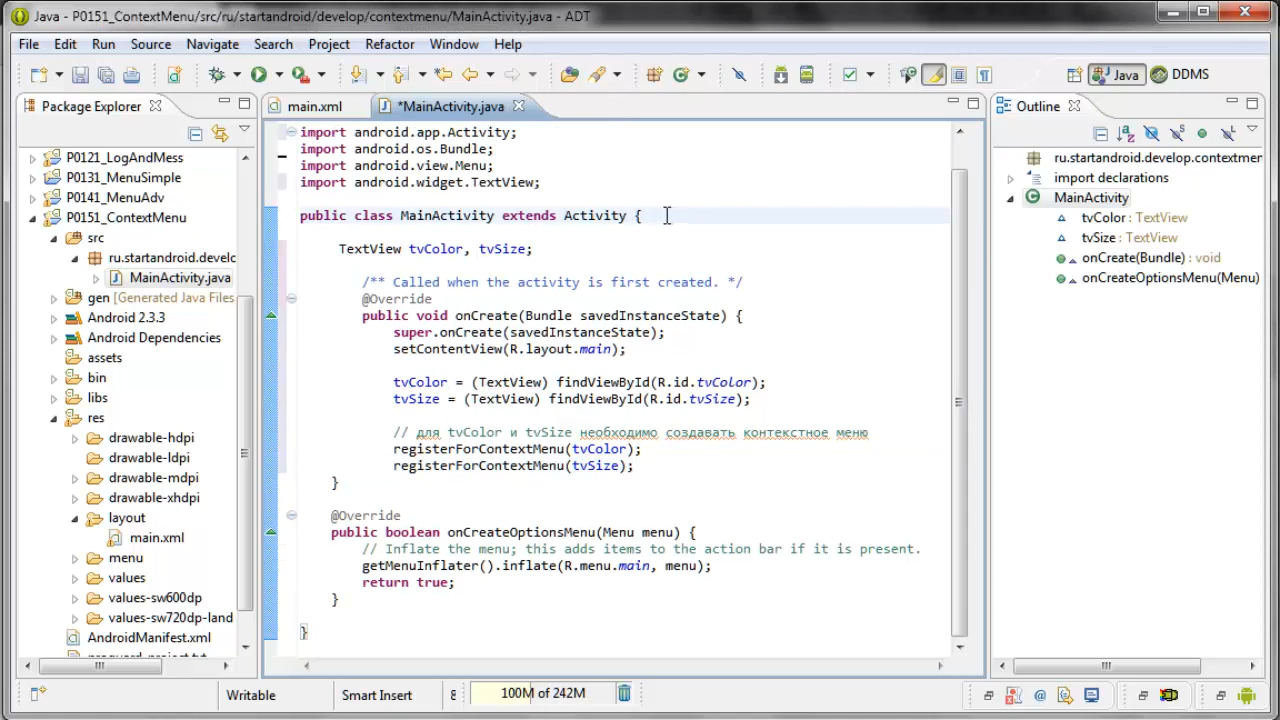 Java - P0151_ContextMenu/src/ru/startandroid/develop/contextmenu/MainActivity.java - ADT
File Edit Run Source Navigate Search Project Refactor Window Help
Java DDMS
Package Explorer
P0121_LogAndMess
P0131_MenuSimple
P0141_MenuAdv
P0151_ContextMenu
src
ru.startandroid.develc
MainActivity.java
gen [Generated Java Files
Android 2.3.3
Android Dependencies
assets
bin
libs
res
drawable-hdpi
drawable-ldpi
drawable-mdpi
drawable-xhdpi
layout
main.xml
menu
values
values-sw600dp
values-sw720dp-land
AndroidManifest.xml
main.xml *MainActivity.java
import android.app.Activity;
import android.os.Bundle;
import android.view.Menu;
import android.widget.TextView;
public class MainActivity extends Activity {
TextView tvColor, tvSize;
/** Called when the activity is first created. */
@Override
public void onCreate(Bundle savedInstanceState) {
super.onCreate(savedInstanceState);
setContentView(R.layout.main);
tvColor = (TextView) findViewById(R.id.tvColor);
tvSize = (TextView) findViewById(R.id.tvSize);
// для tvColor и tvSize необходимо создавать контекстное меню
registerForContextMenu(tvColor);
registerForContextMenu(tvSize);
}
@Override
public boolean onCreateOptionsMenu(Menu menu) {
// Inflate the menu; this adds items to the action bar if it is present.
getMenuInflater().inflate(R.menu.main, menu);
return true;
}
}
Outline
ru.startandroid.develop.contextmer
import declarations
MainActivity
tvColor : TextView
tvSize : TextView
onCreate(Bundle) : void
onCreateOptionsMenu(Menu)
Writable Smart Insert 100M of 242M